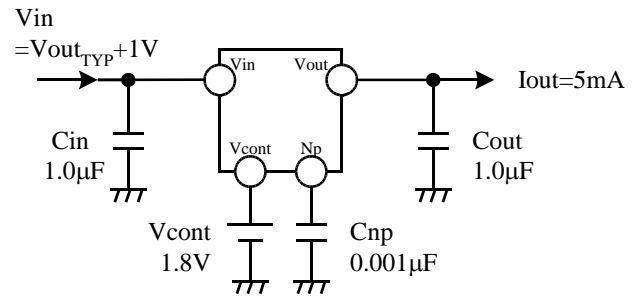 Vin
=VoutTYP+1V
Vin
Vout
Iout=5mA
Cin
1.0μF
Vcont
Np
Cout
1.0μF
Vcont
1.8V
Cnp
0.001μF